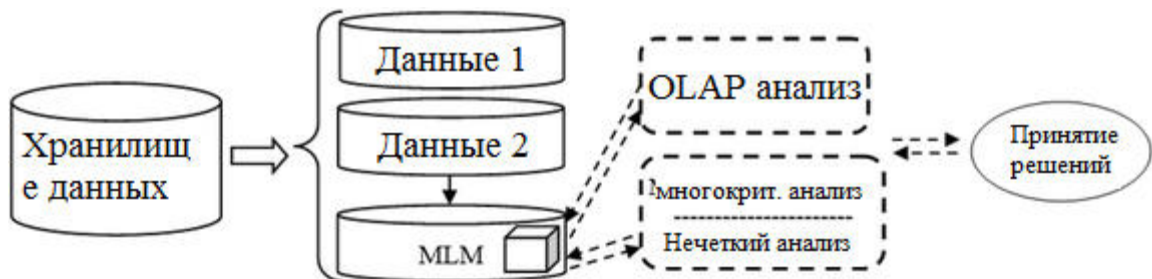 Хранилищ
е данных
Данные 1
Данные 2
MLM
OLAP анализ
многокрит. анализ
Нечеткий анализ
Принятие
решений